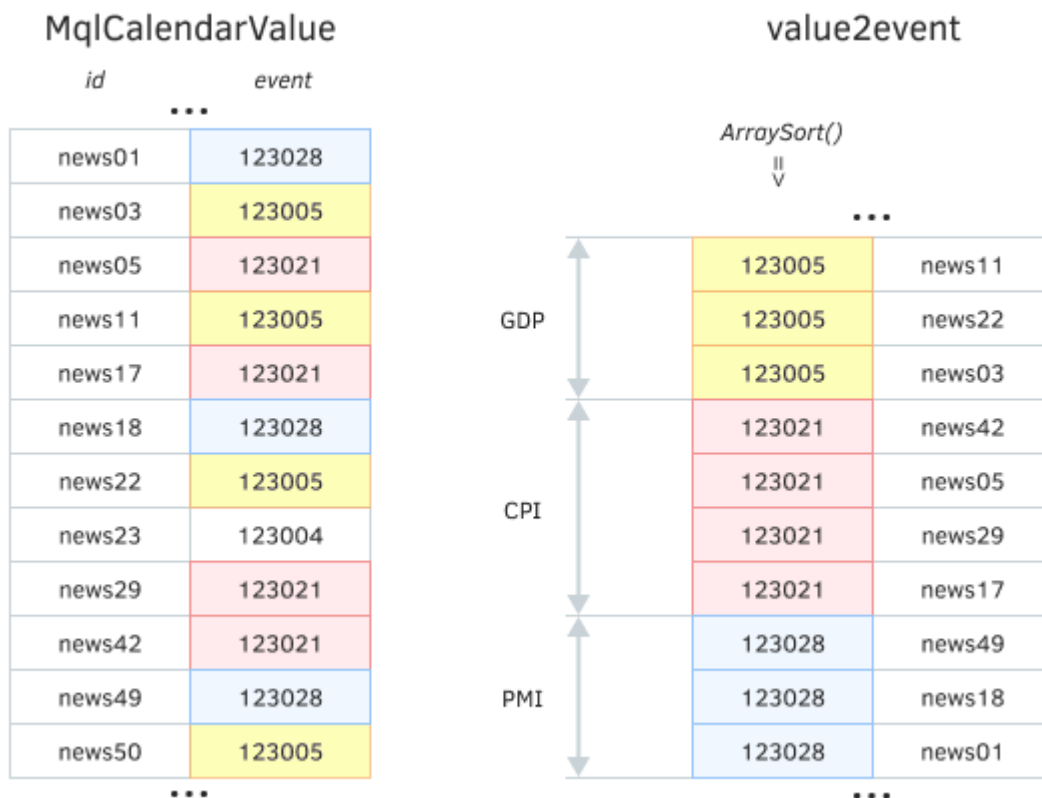 MqlCalendarValue
value2event
id event
...
ArraySort()
=>
...
news01 123028
news03 123005
news05 123021
news11 123005
news17 123021
news18 123028
news22 123005
news23 123004
news29 123021
news42 123021
news49 123028
news50 123005
...
GDP
123005 news11
123005 news22
123005 news03
CPI
123021 news42
123021 news05
123021 news29
123021 news17
PMI
123028 news49
123028 news18
123028 news01
...